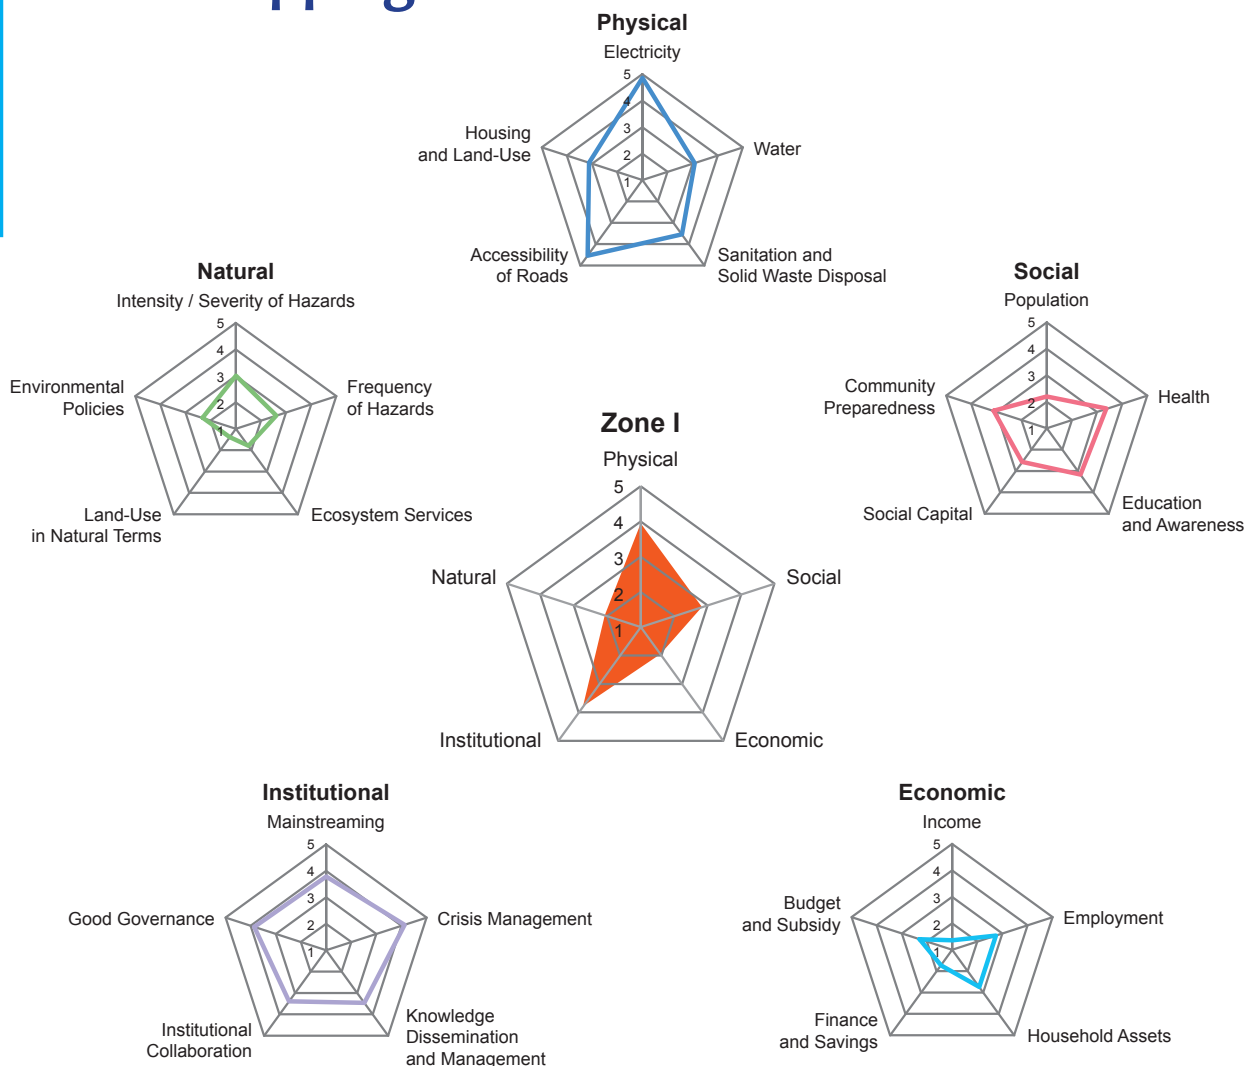 Physical
Electricity
5
4
3
2
1
Housing
and Land-Use
Water
Accessibility
of Roads
Sanitation and
Solid Waste Disposal
Natural
Intensity / Severity of Hazards
5
4
3
2
1
Environmental
Policies
Frequency
of Hazards
Land-Use
in Natural Terms
Ecosystem Services
Social
Population
5
4
3
2
1
Community
Preparedness
Health
Social Capital
Education
and Awareness
Zone I
Physical
5
4
3
2
1
Natural
Social
Institutional
Economic
Institutional
Mainstreaming
5
4
3
2
1
Good Governance
Crisis Management
Institutional
Collaboration
Knowledge
Dissemination
and Management
Economic
Income
5
4
3
2
1
Budget
and Subsidy
Employment
Finance
and Savings
Household Assets